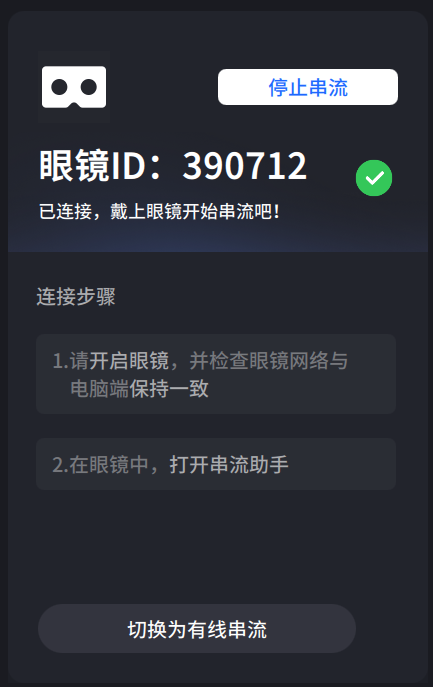 停止串流
眼镜ID：390712
已连接，戴上眼镜开始串流吧！
连接步骤
1.请开启眼镜，并检查眼镜网络与
电脑端保持一致
2.在眼镜中，打开串流助手
切换为有线串流